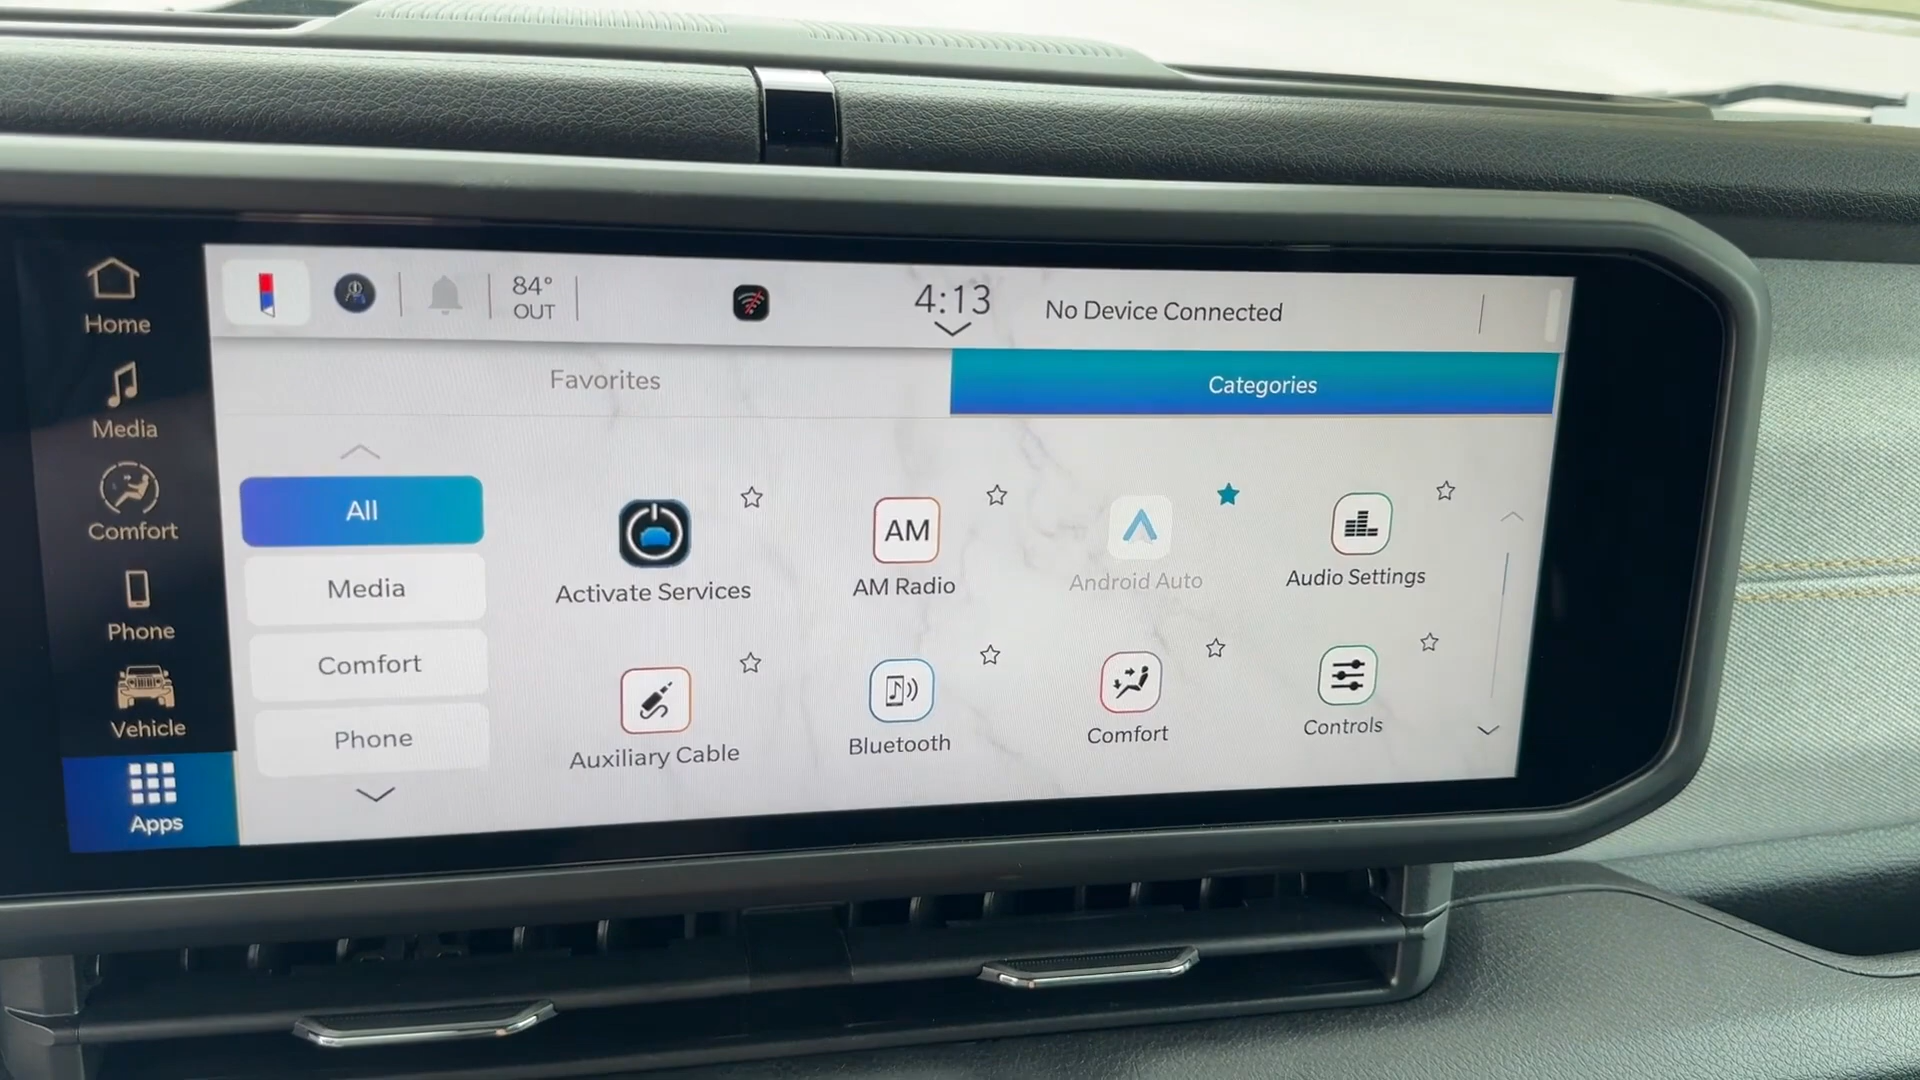 Home
Media
Comfort
Phone
Vehicle
Apps
84°
OUT
4:13
No Device Connected
Favorites
Categories
All
Media
Comfort
Phone
Activate Services
AM
AM Radio
Android Auto
Audio Settings
Auxiliary Cable
Bluetooth
Comfort
Controls